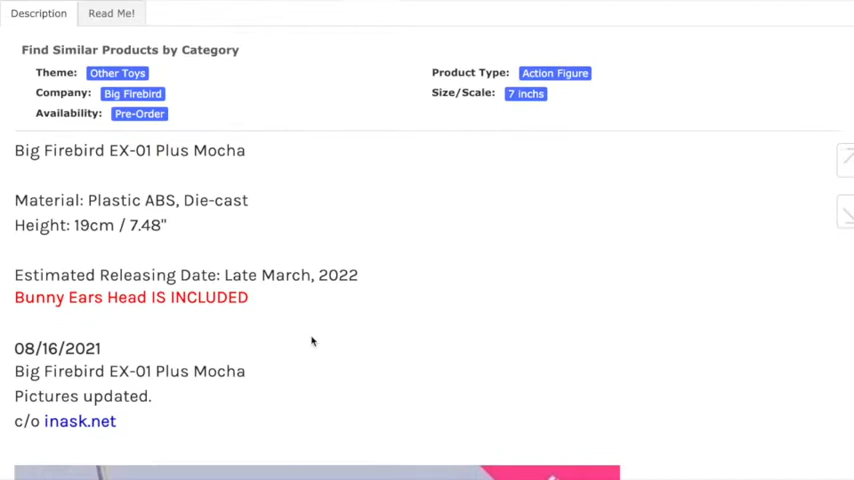 Description Read Me!
Find Similar Products by Category
Theme: Other Toys Product Type: Action Figure
Company: Big Firebird Size/Scale: 7 inchs
Availability: Pre-Order
Big Firebird EX-01 Plus Mocha
Material: Plastic ABS, Die-cast
Height: 19cm / 7.48"
Estimated Releasing Date: Late March, 2022
Bunny Ears Head IS INCLUDED
08/16/2021
Big Firebird EX-01 Plus Mocha
Pictures updated.
c/o inask.net